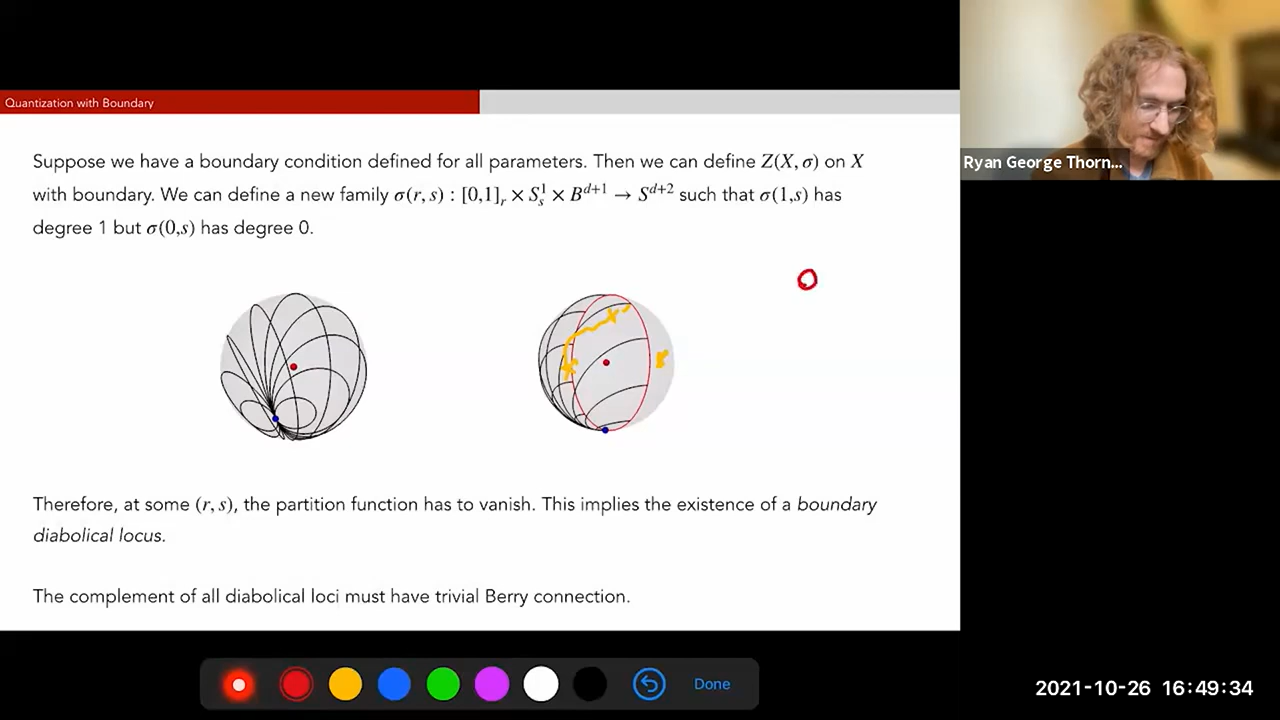 Quantization with Boundary
Suppose we have a boundary condition defined for all parameters. Then we can define Z(X, σ) on X
with boundary. We can define a new family σ(r, s) : [0,1]ᵣ × S¹ₛ × Bᵈ⁺¹ → Sᵈ⁺² such that σ(1,s) has
degree 1 but σ(0,s) has degree 0.
Therefore, at some (r, s), the partition function has to vanish. This implies the existence of a boundary
diabolical locus.
The complement of all diabolical loci must have trivial Berry connection.
Ryan George Thorn...
Done
2021-10-26 16:49:34